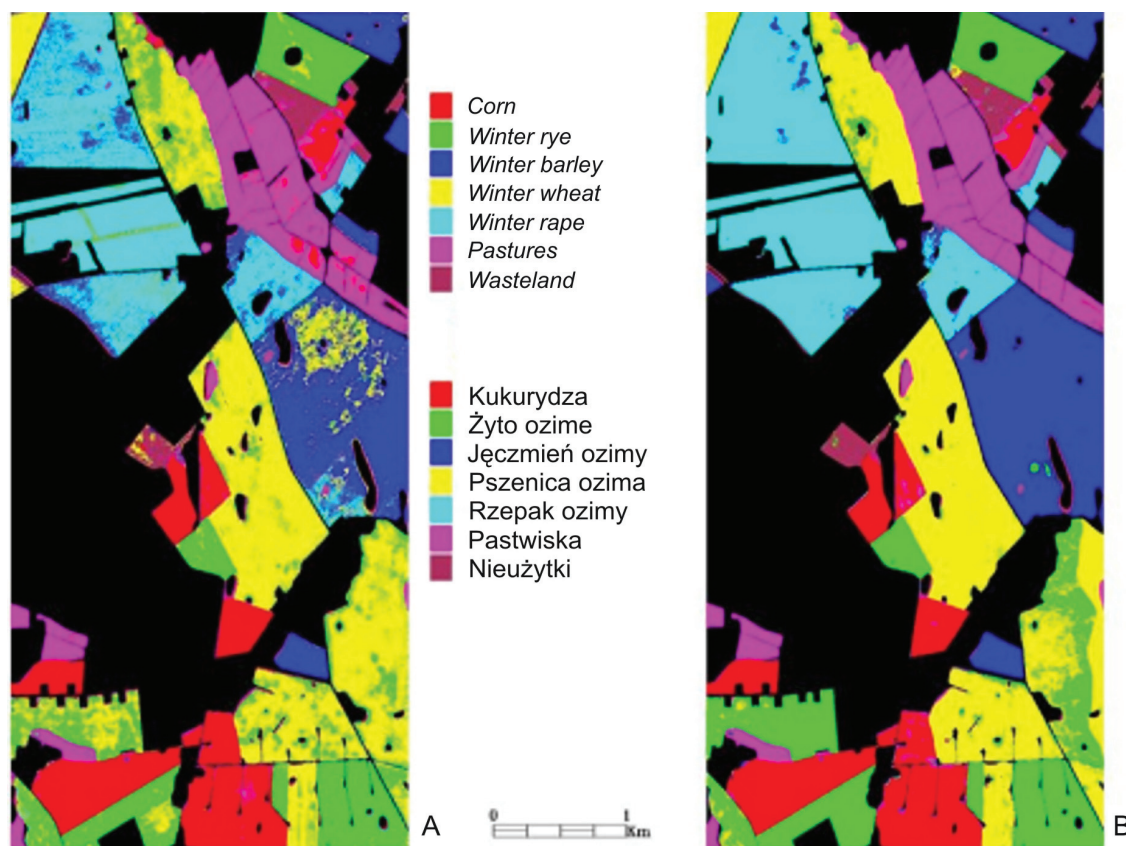 Corn
Winter rye
Winter barley
Winter wheat
Winter rape
Pastures
Wasteland
Kukurydza
Żyto ozime
Jęczmień ozimy
Pszenica ozima
Rzepak ozimy
Pastwiska
Nieużytki
A
0 1
Km
B